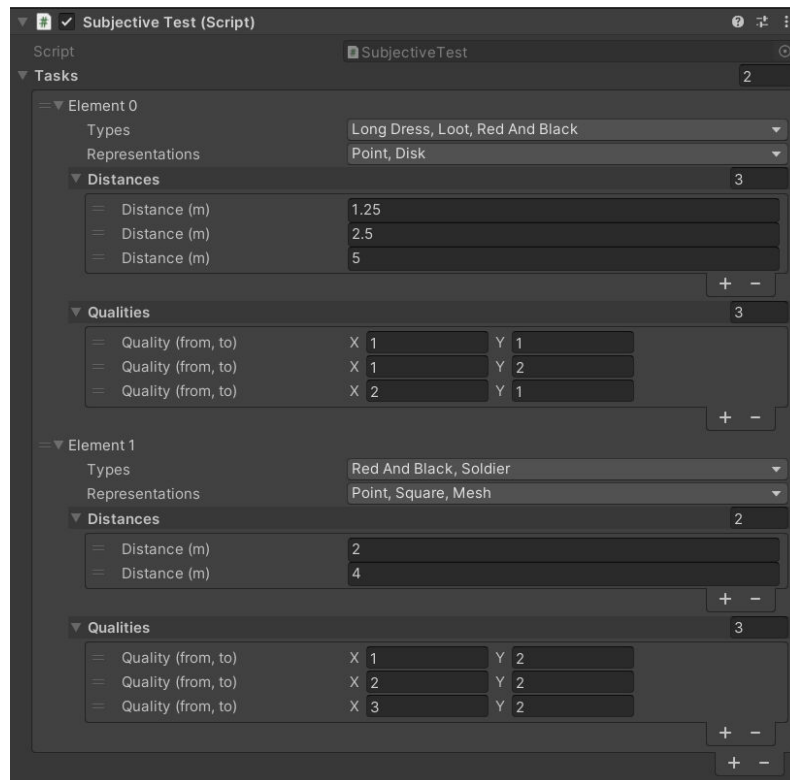 Subjective Test (Script)
Script SubjectiveTest
Tasks 2
Element 0
Types Long Dress, Loot, Red And Black
Representations Point, Disk
Distances 3
Distance (m) 1.25
Distance (m) 2.5
Distance (m) 5
+ −
Qualities 3
Quality (from, to) X 1 Y 1
Quality (from, to) X 1 Y 2
Quality (from, to) X 2 Y 1
+ −
Element 1
Types Red And Black, Soldier
Representations Point, Square, Mesh
Distances 2
Distance (m) 2
Distance (m) 4
+ −
Qualities 3
Quality (from, to) X 1 Y 2
Quality (from, to) X 2 Y 2
Quality (from, to) X 3 Y 2
+ −
+ −